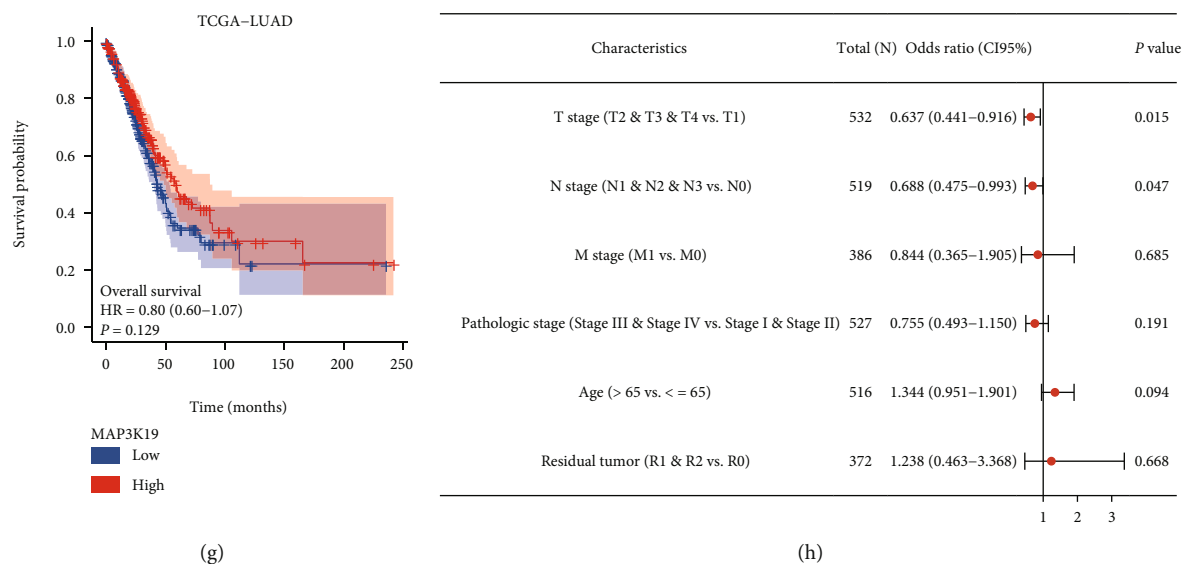 TCGA−LUAD
Survival probability
1.0
0.8
0.6
0.4
0.2
0.0
Overall survival
HR = 0.80 (0.60−1.07)
P = 0.129
0 50 100 150 200 250
Time (months)
MAP3K19
Low
High
(g)
Characteristics Total (N) Odds ratio (CI95%) P value
T stage (T2 & T3 & T4 vs. T1) 532 0.637 (0.441−0.916) 0.015
N stage (N1 & N2 & N3 vs. N0) 519 0.688 (0.475−0.993) 0.047
M stage (M1 vs. M0) 386 0.844 (0.365−1.905) 0.685
Pathologic stage (Stage III & Stage IV vs. Stage I & Stage II) 527 0.755 (0.493−1.150) 0.191
Age (> 65 vs. < = 65) 516 1.344 (0.951−1.901) 0.094
Residual tumor (R1 & R2 vs. R0) 372 1.238 (0.463−3.368) 0.668
1 2 3
(h)